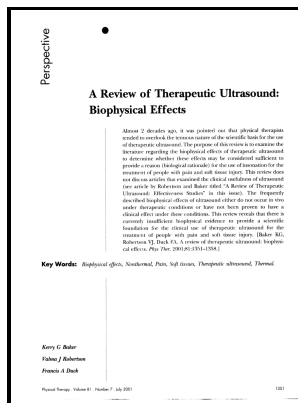 Perspective
A Review of Therapeutic Ultrasound:
Biophysical Effects
Almost 2 decades ago, it was pointed out that physical therapists
tended to overlook the tenuous nature of the scientific basis for the use
of therapeutic ultrasound. The purpose of this review is to examine the
literature regarding the biophysical effects of therapeutic ultrasound
to determine whether these effects may be considered sufficient to
provide a reason (biological rationale) for the use of insonation for the
treatment of people with pain and soft tissue injury. This review does
not discuss articles that examined the clinical usefulness of ultrasound
(see article by Robertson and Baker titled "A Review of Therapeutic
Ultrasound: Effectiveness Studies" in this issue). The frequently
described biophysical effects of ultrasound either do not occur in vivo
under therapeutic conditions or have not been proven to have a
clinical effect under these conditions. This review reveals that there is
currently insufficient biophysical evidence to provide a scientific
foundation for the clinical use of therapeutic ultrasound for the
treatment of people with pain and soft tissue injury. [Baker KG,
Robertson VJ, Duck FA. A review of therapeutic ultrasound: biophysi-
cal effects. Phys Ther. 2001;81:1351–1358.]
Key Words: Biophysical effects, Nonthermal, Pain, Soft tissues, Therapeutic ultrasound, Thermal.
Kerry G Baker
Valma J Robertson
Francis A Duck
Physical Therapy . Volume 81 . Number 7 . July 2001
1351